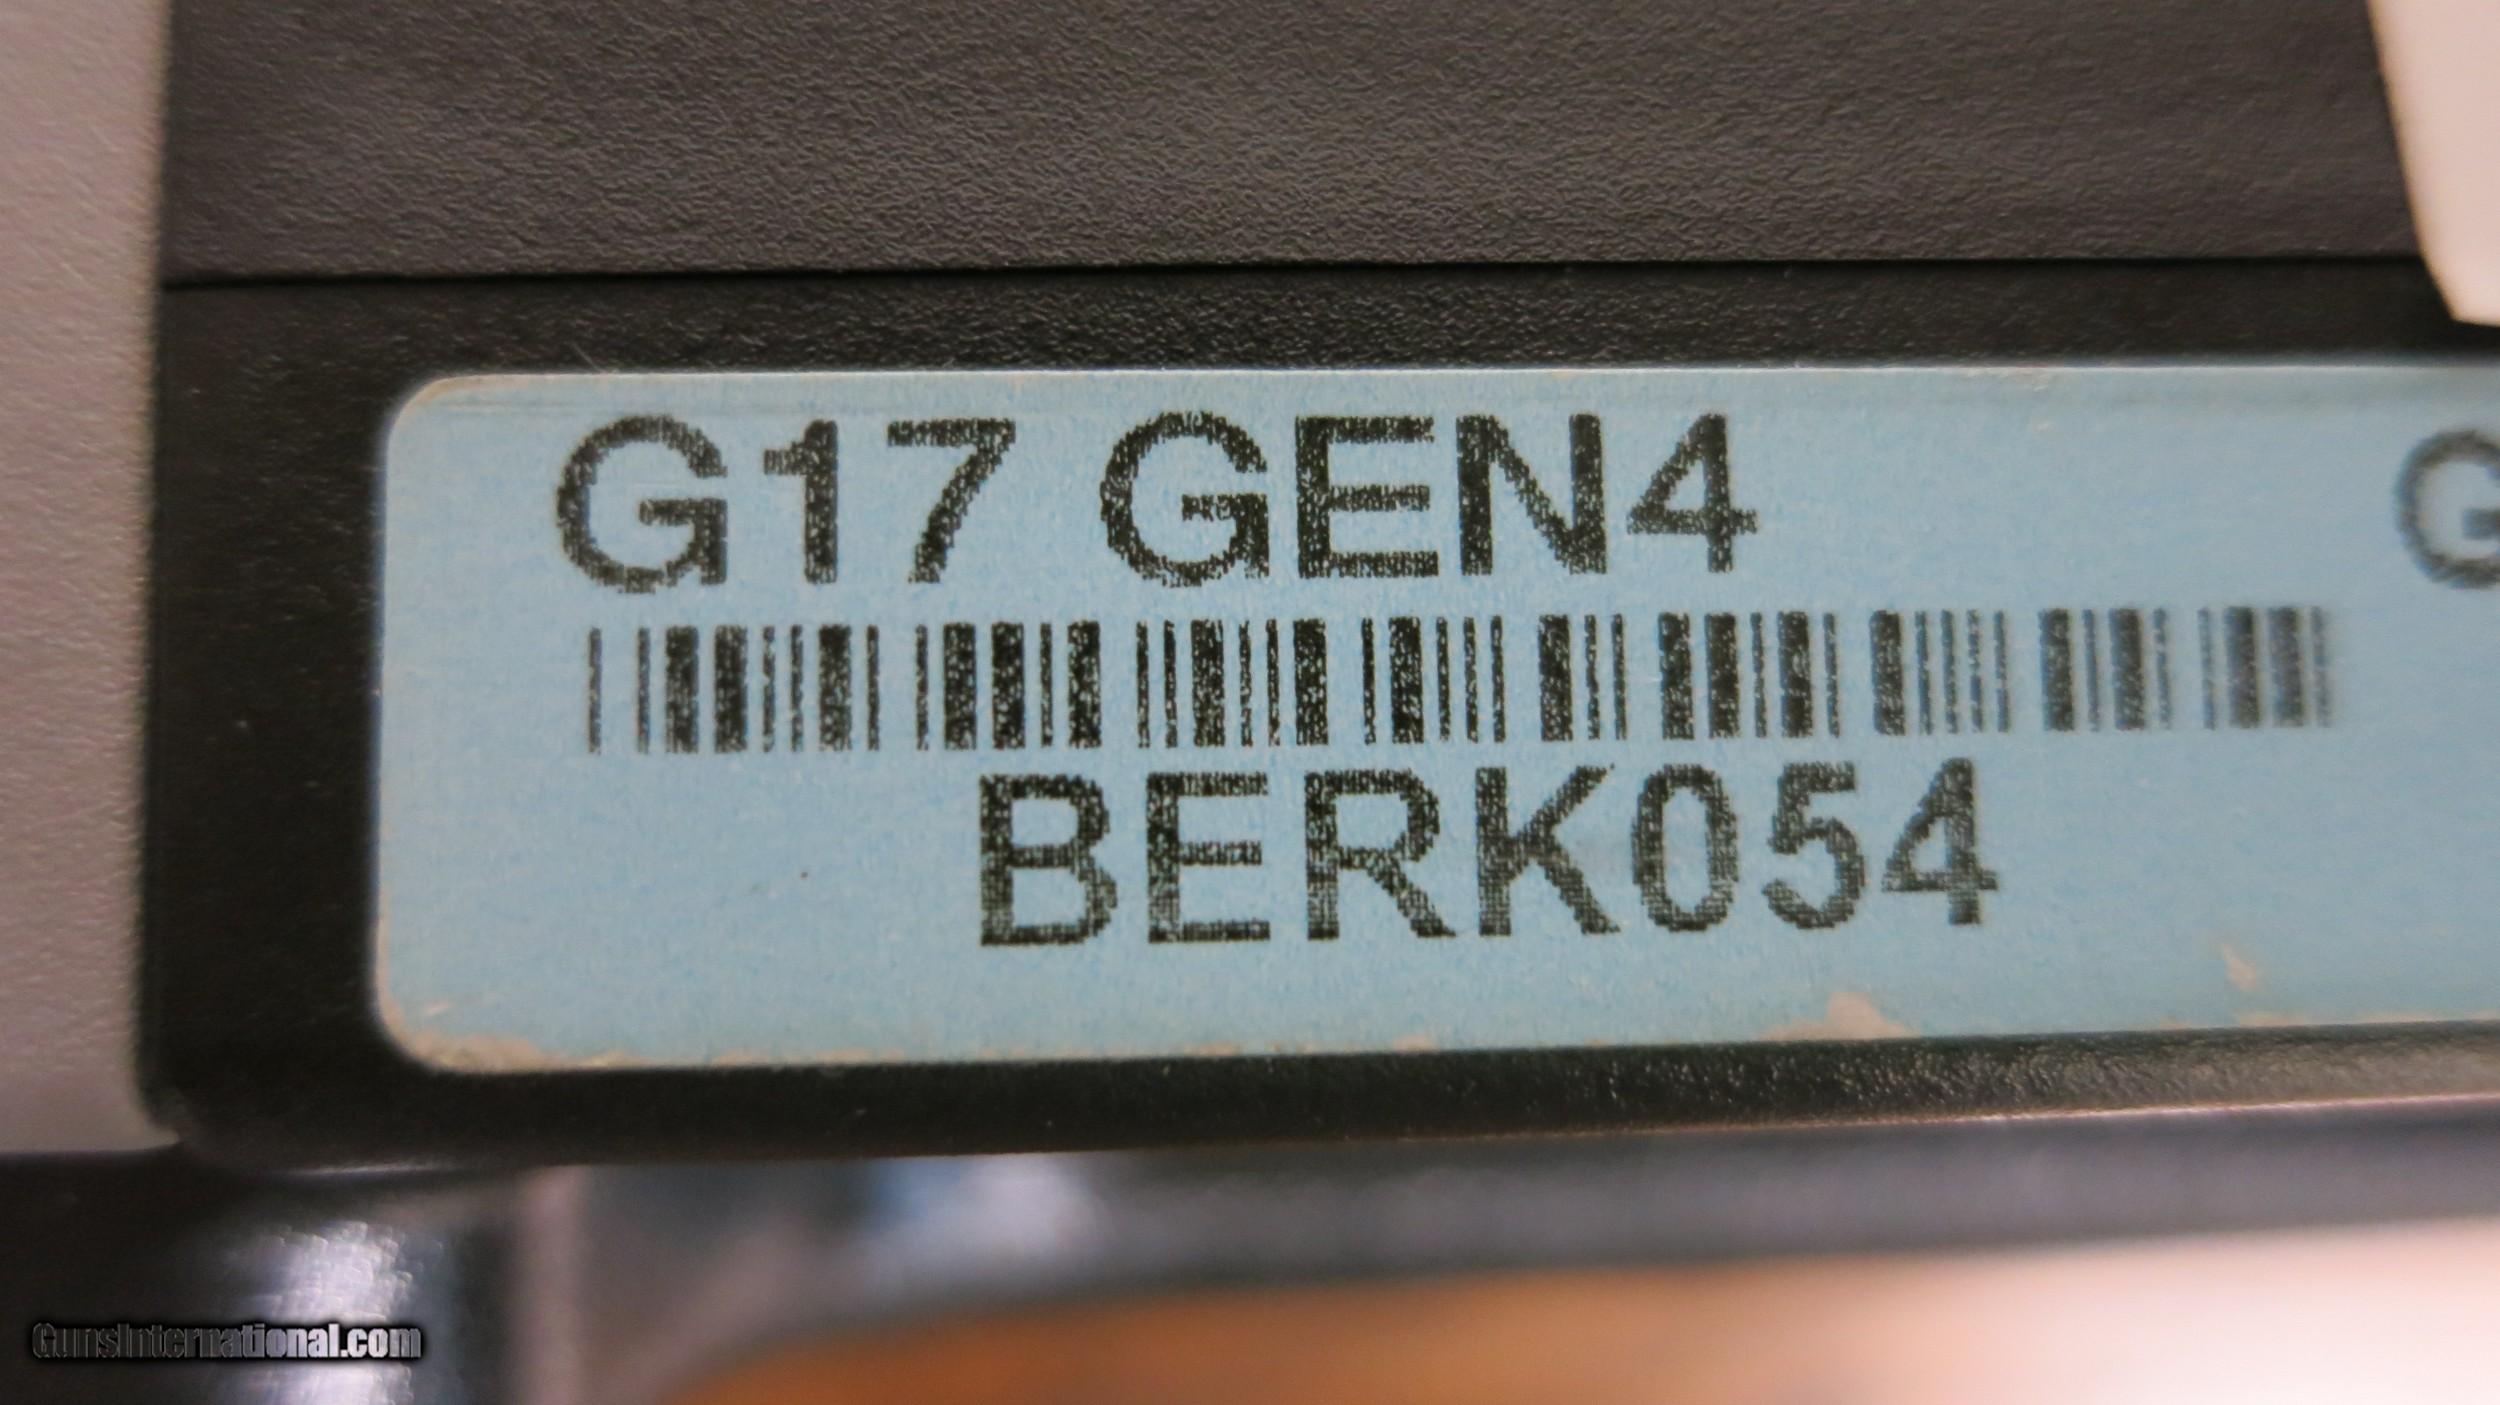 G17 GEN4
G
BERK054
GunsInternational.com